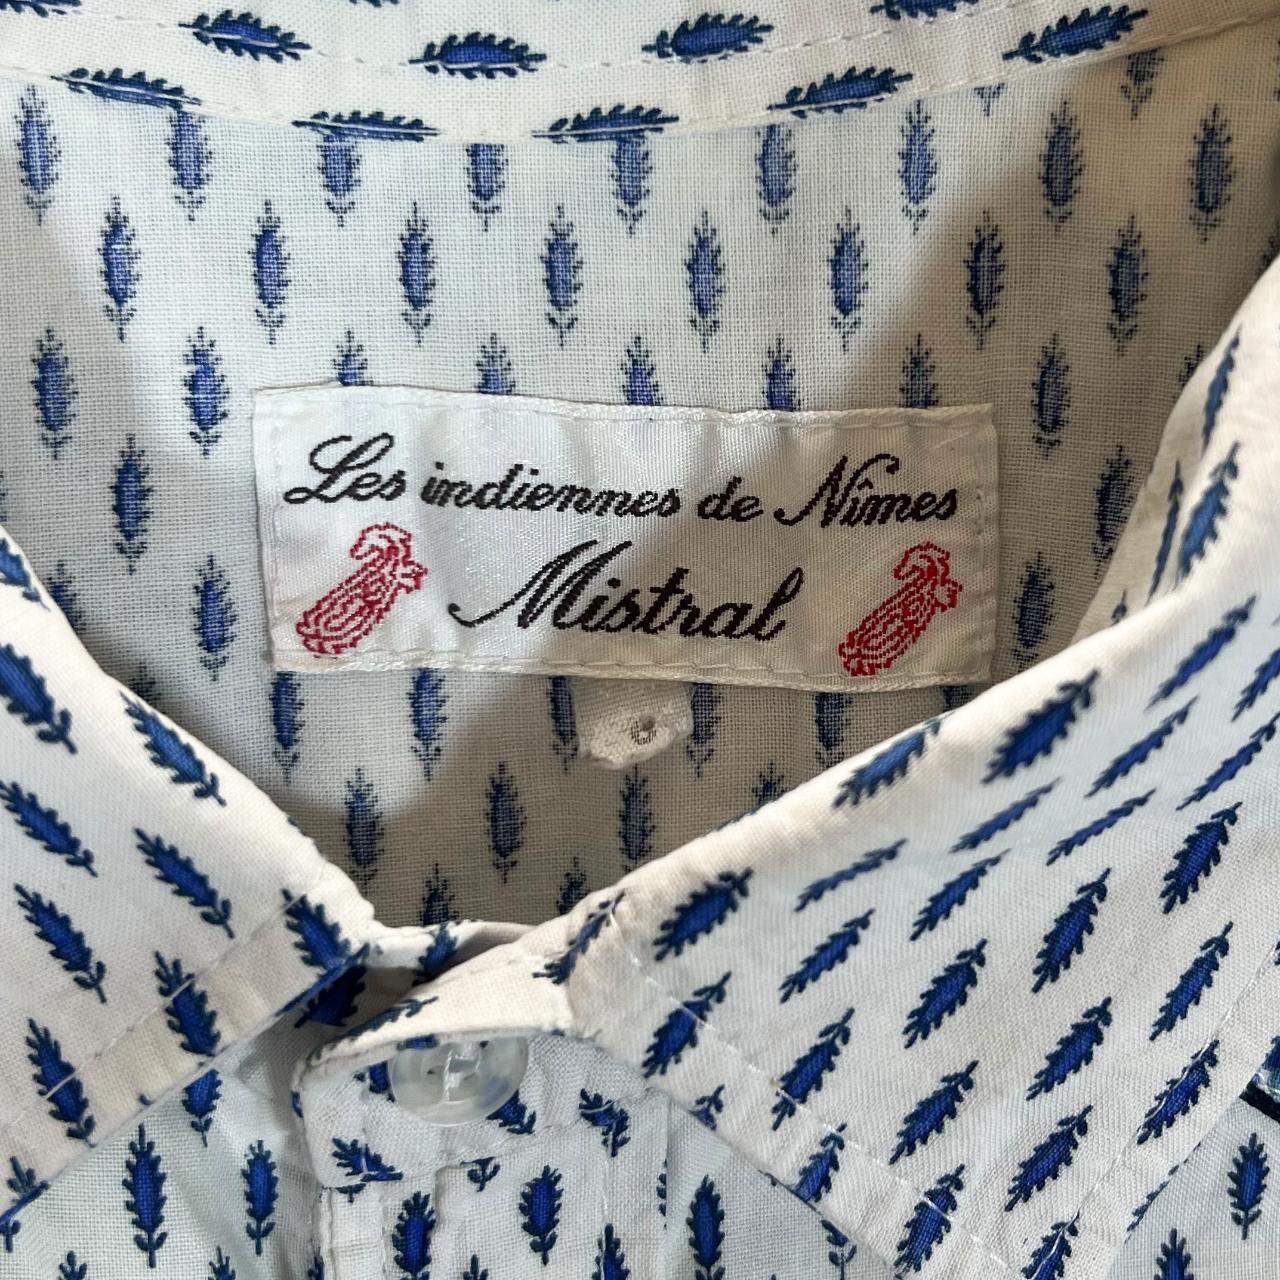 Les indiennes de Nîmes
Mistral